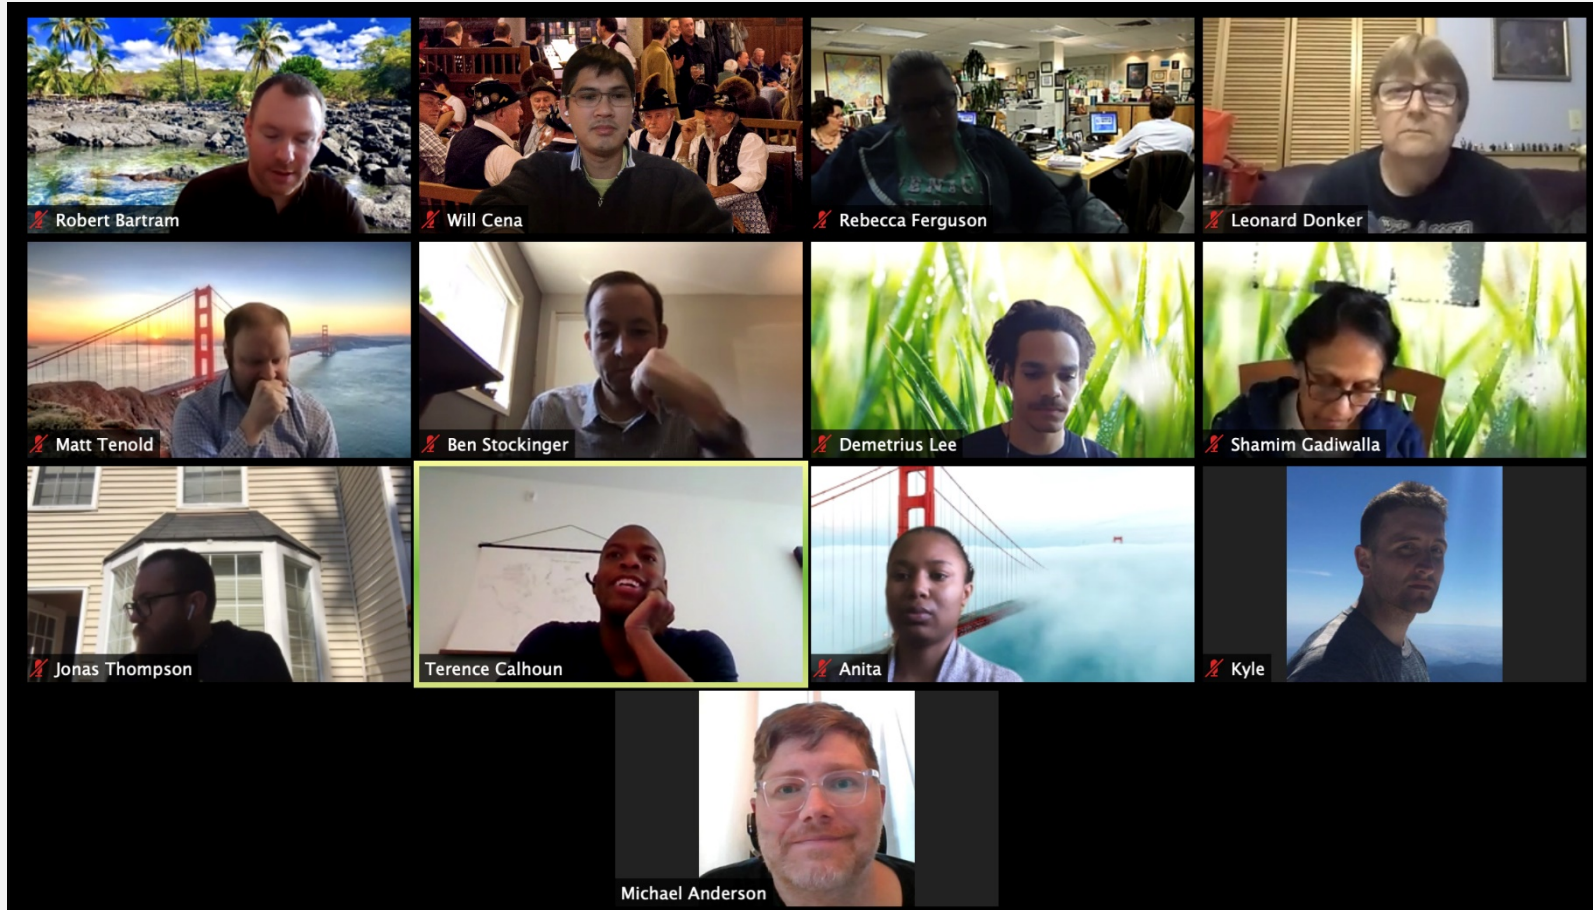 Robert Bartram
Will Cena
Rebecca Ferguson
Leonard Donker
Matt Tenold
Ben Stockinger
Demetrius Lee
Shamim Gadiwalla
Jonas Thompson
Terence Calhoun
Anita
Kyle
Michael Anderson